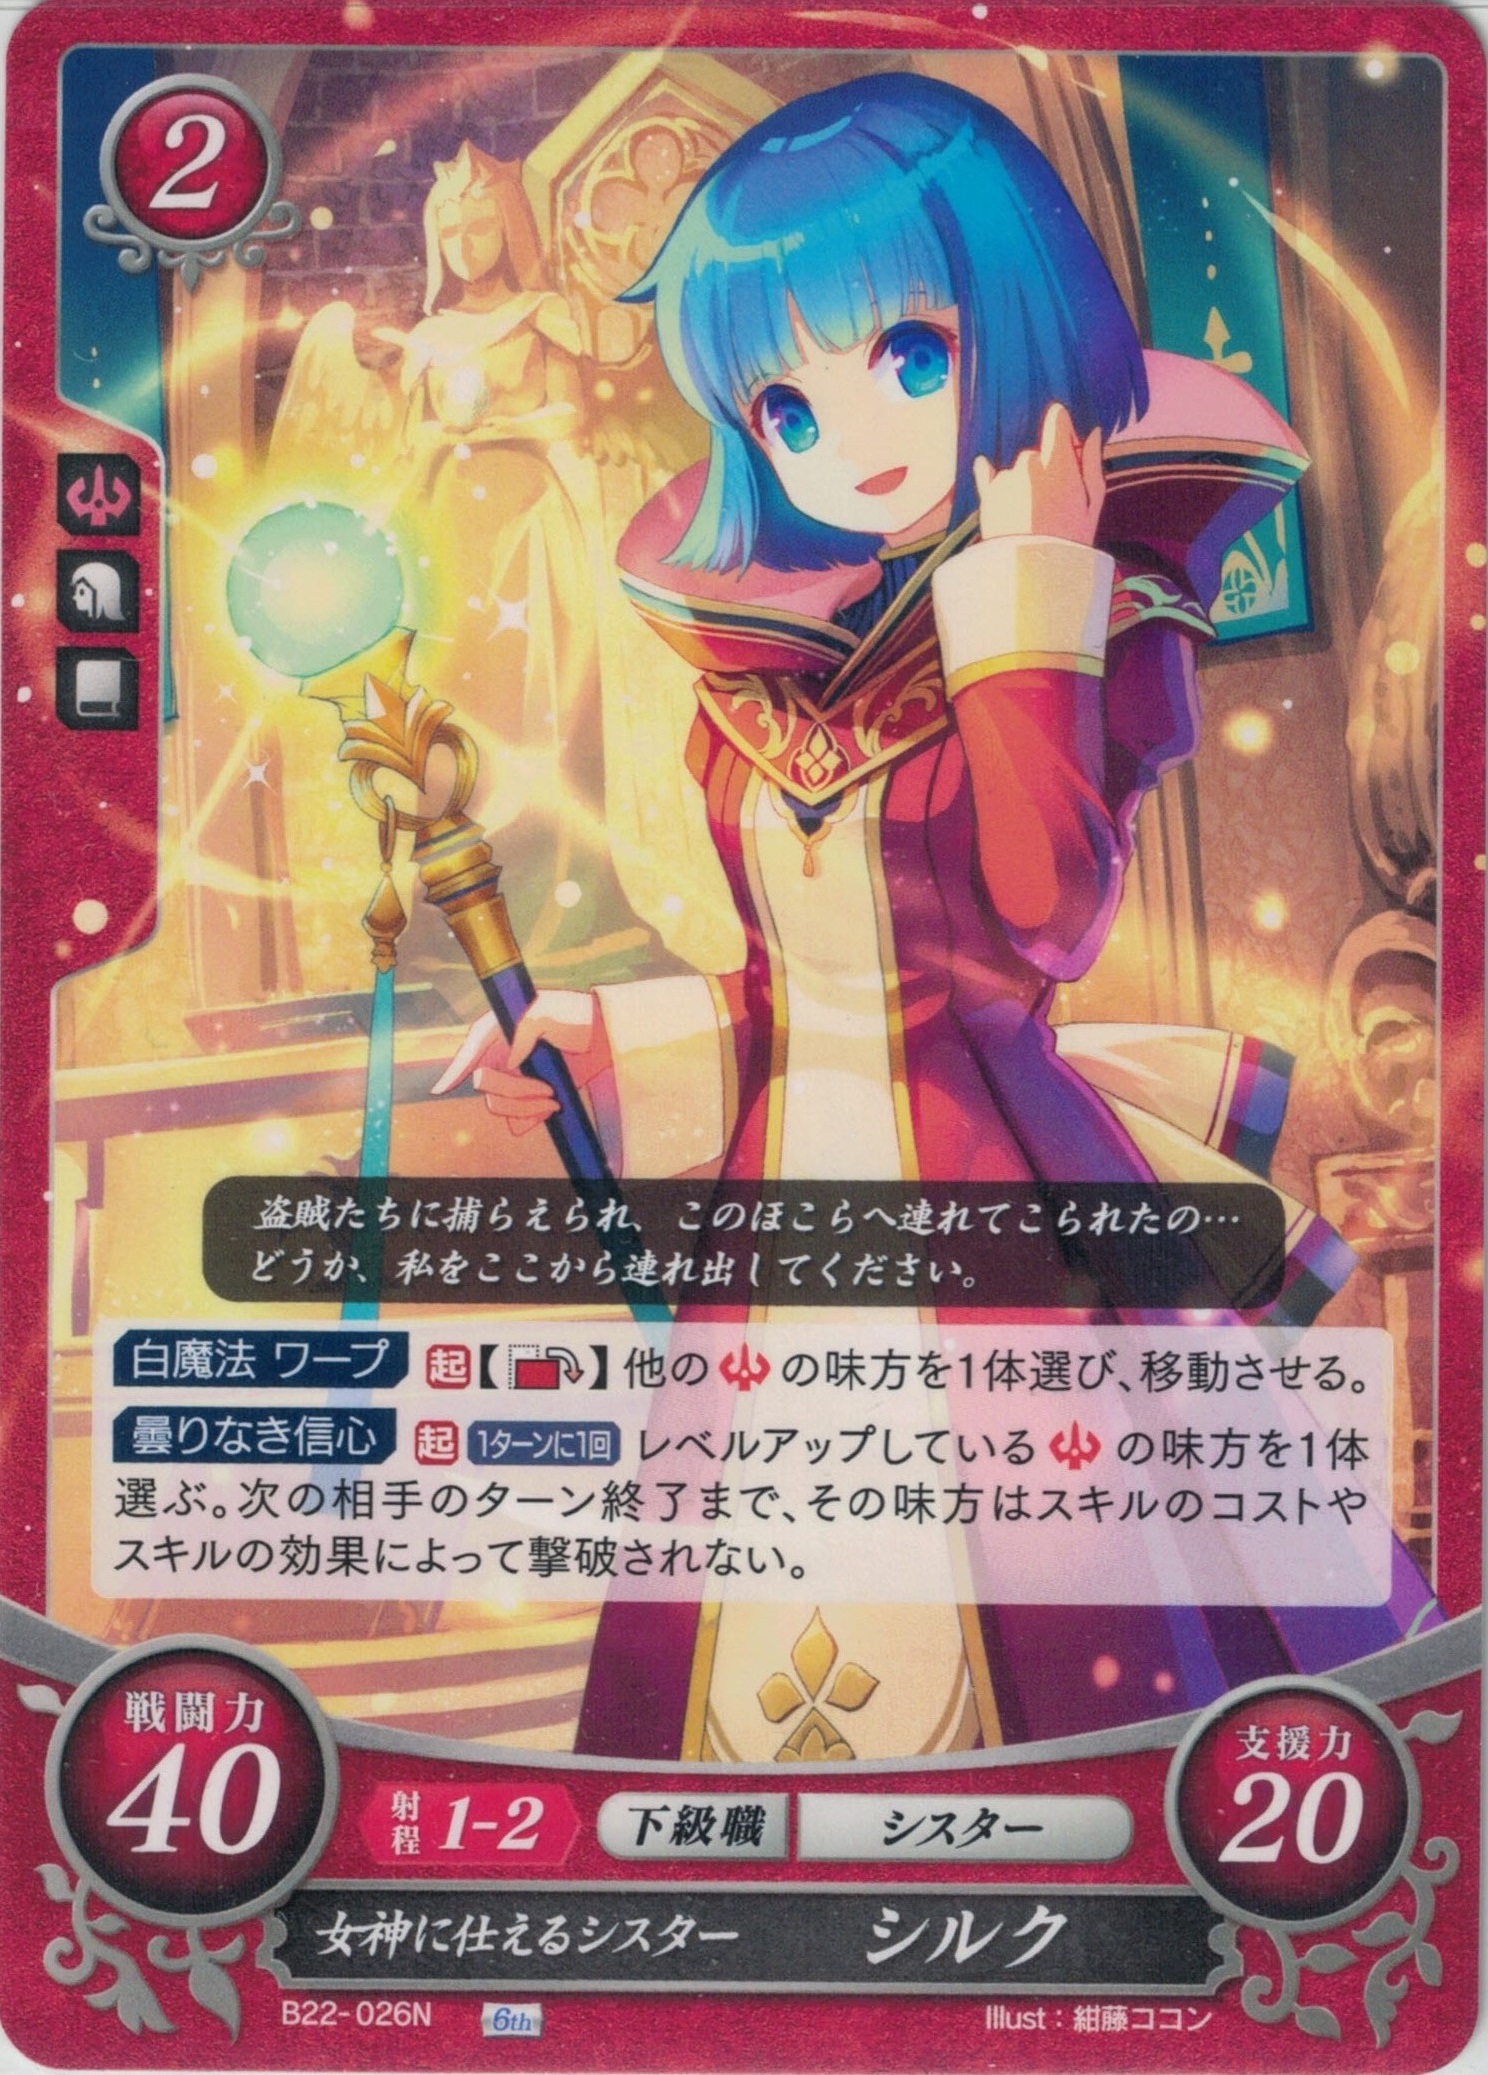 2
盗賊たちに捕らえられ、このほこらへ連れてこられたの…
どうか、私をここから連れ出してください。
白魔法 ワープ 起【 】他の の味方を1体選び、移動させる。
曇りなき信心 起 1ターンに1回 レベルアップしている の味方を1体
選ぶ。次の相手のターン終了まで、その味方はスキルのコストや
スキルの効果によって撃破されない。
戦闘力
40
射程 1-2
下級職
シスター
支援力
20
女神に仕えるシスター シルク
B22-026N
6th
Illust：紺藤ココン